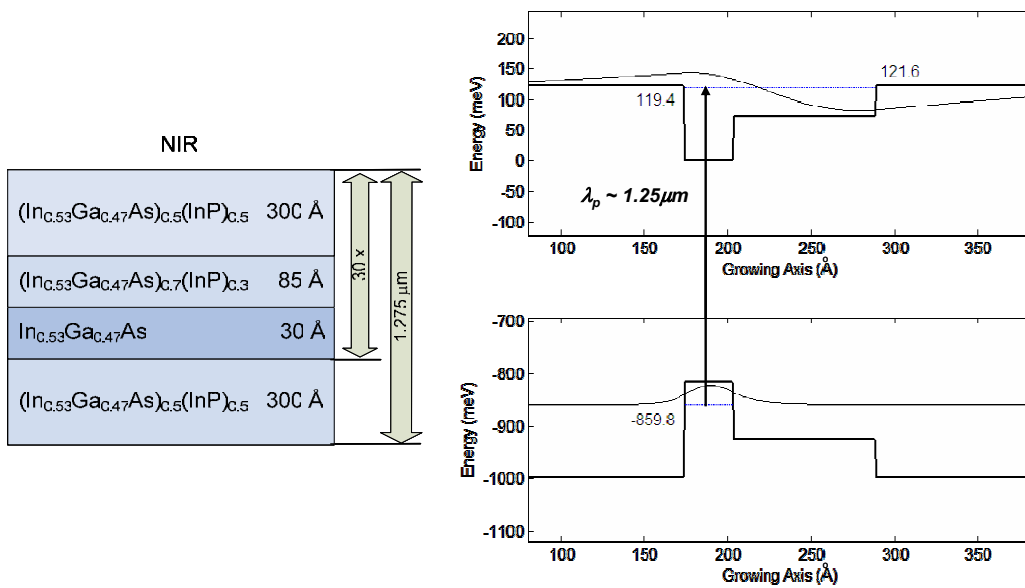 NIR
(In0.53Ga0.47As)0.5(InP)0.5 300 Å
(In0.53Ga0.47As)0.7(InP)0.3 85 Å
In0.53Ga0.47As 30 Å
(In0.53Ga0.47As)0.5(InP)0.5 300 Å
30 x
1.275 μm
Energy (meV)
200
150
100
50
0
-50
-100
119.4
121.6
λp ~ 1.25μm
100 150 200 250 300 350
Growing Axis (Å)
Energy (meV)
-700
-800
-900
-1000
-1100
-859.8
100 150 200 250 300 350
Growing Axis (Å)